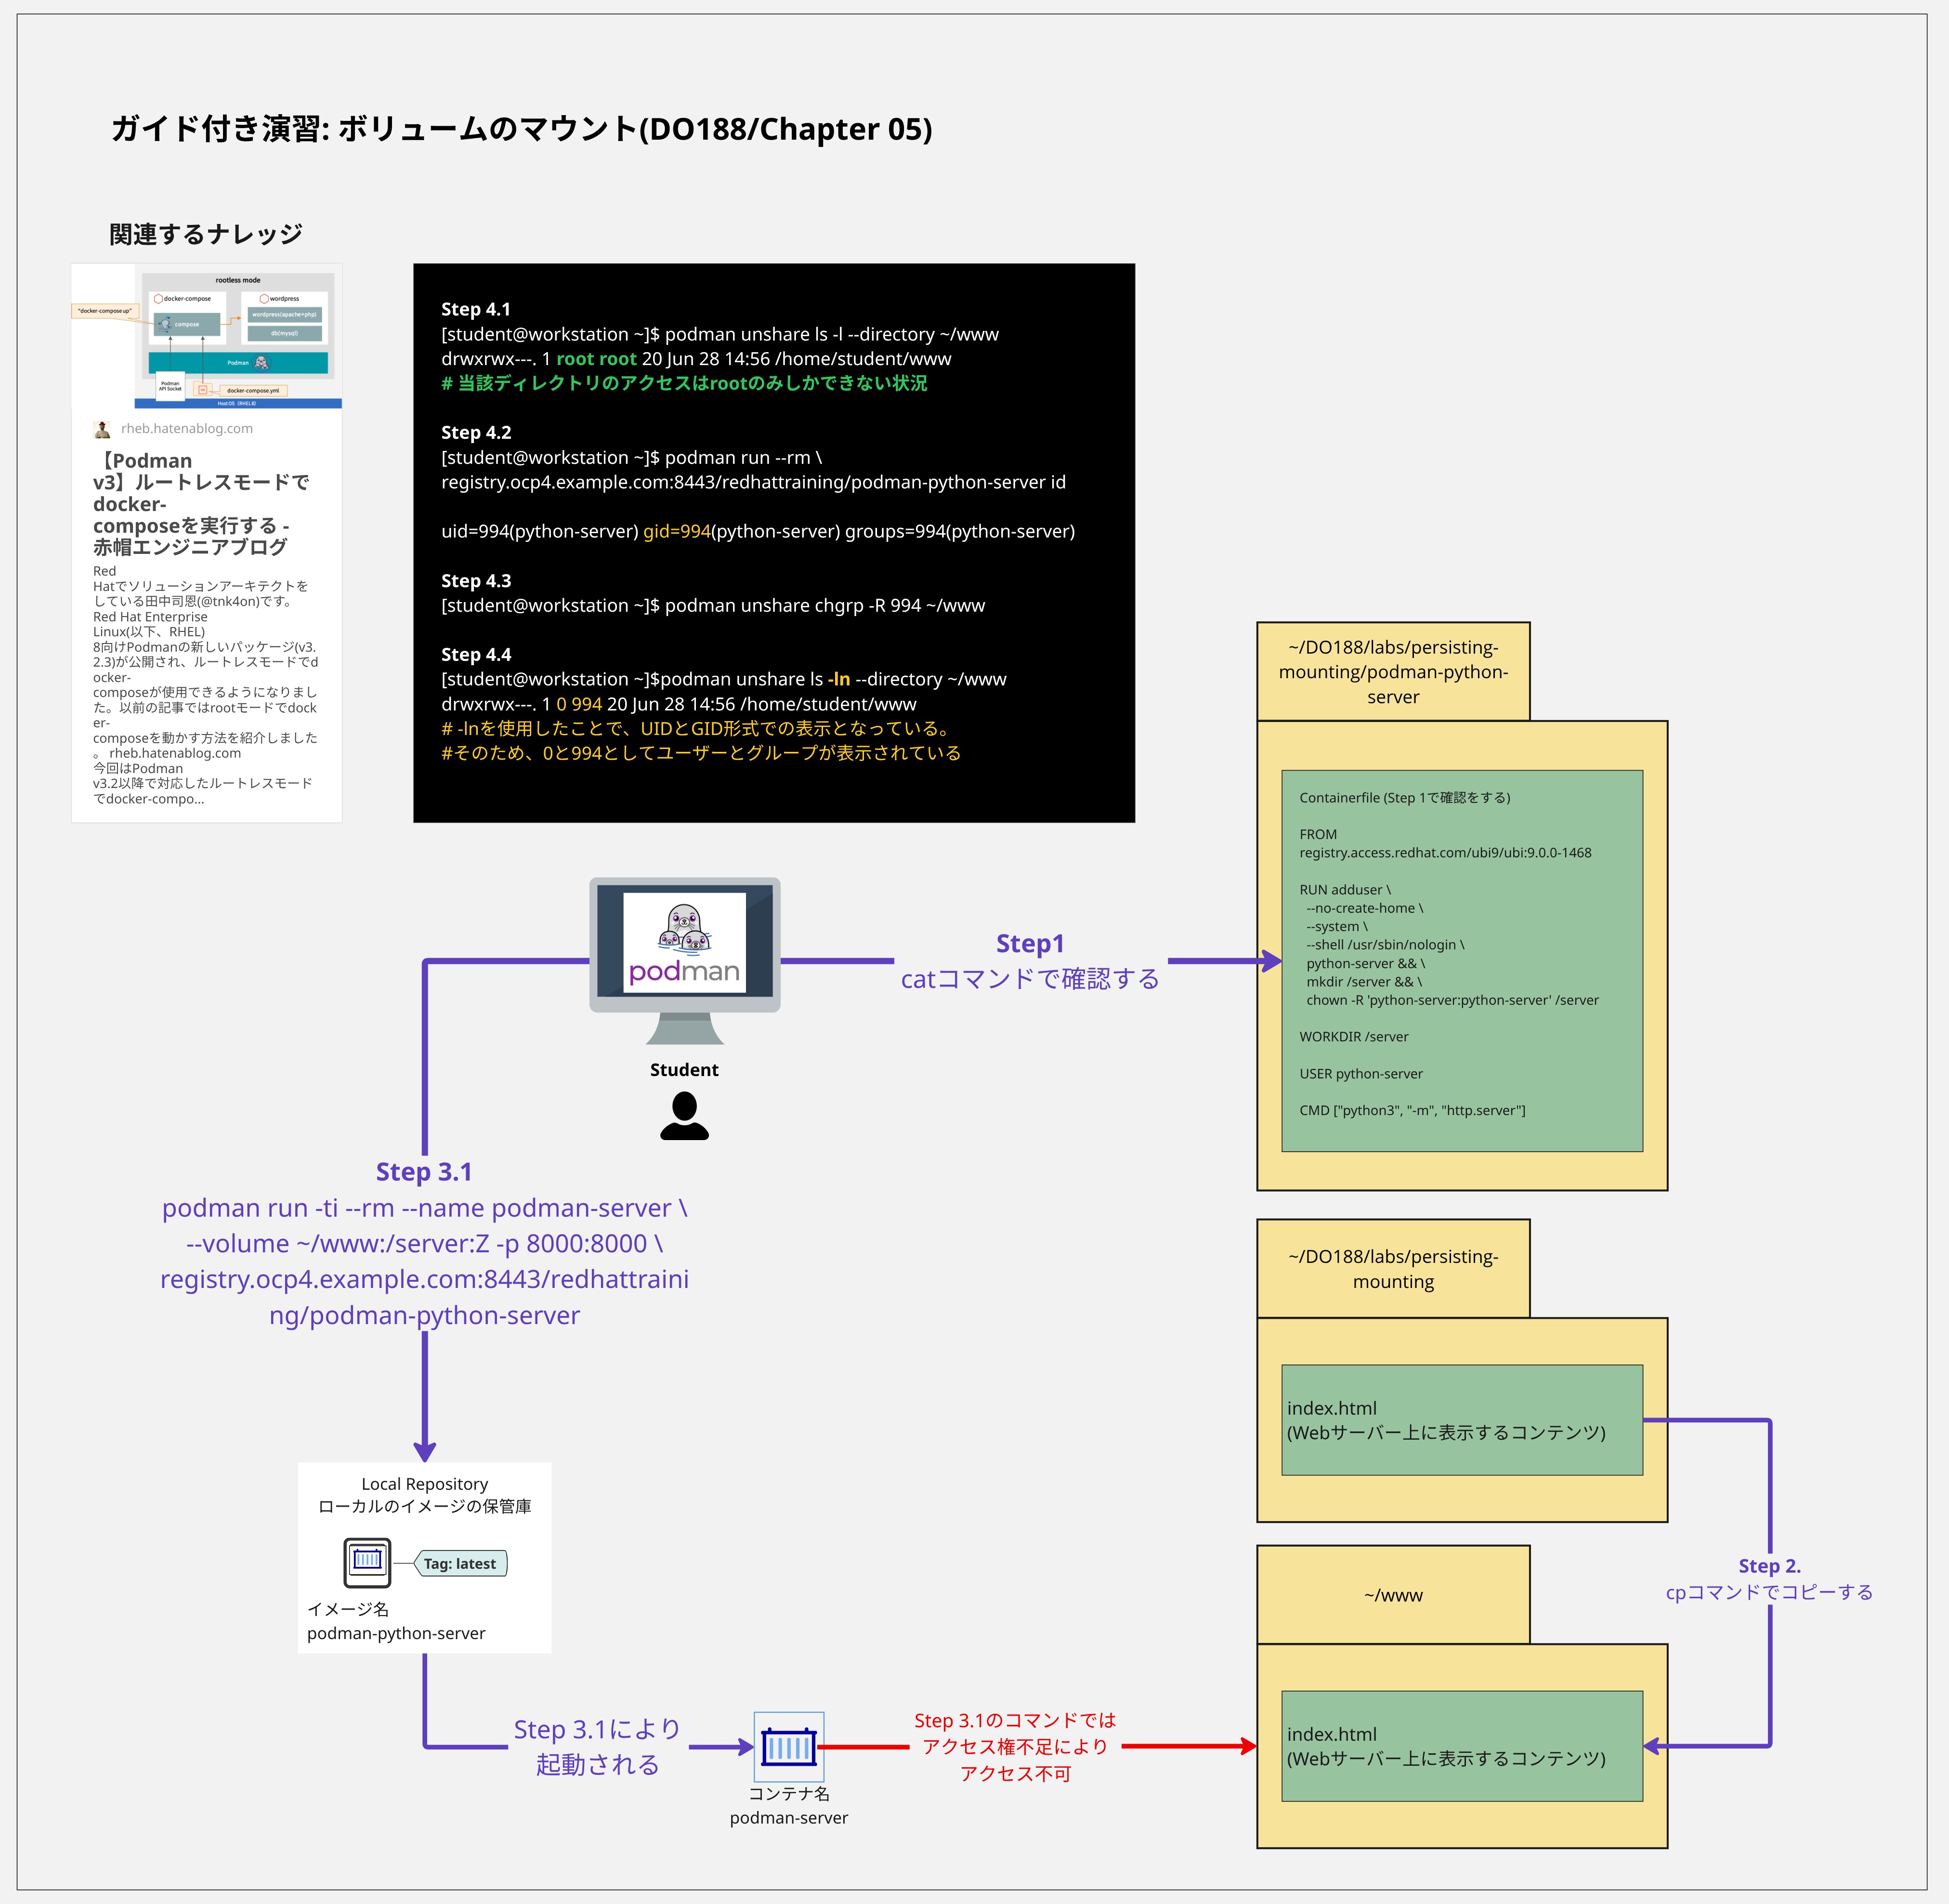 ガイド付き演習: ボリュームのマウント(DO188/Chapter 05)
関連するナレッジ
rootless mode
docker-compose
wordpress
"docker-compose up"
compose
wordpress(apache+php)
db(mysql)
Podman
Podman
API Socket
docker-compose.yml
Host OS（RHEL 8）
rheb.hatenablog.com
【Podman
v3】ルートレスモードで
docker-
composeを実行する -
赤帽エンジニアブログ
Red
Hatでソリューションアーキテクトを
している田中司恩(@tnk4on)です。
Red Hat Enterprise
Linux(以下、RHEL)
8向けPodmanの新しいパッケージ(v3.
2.3)が公開され、ルートレスモードでd
ocker-
composeが使用できるようになりまし
た。以前の記事ではrootモードでdock
er-
composeを動かす方法を紹介しました
。 rheb.hatenablog.com
今回はPodman
v3.2以降で対応したルートレスモード
でdocker-compo...
Step 4.1
[student@workstation ~]$ podman unshare ls -l --directory ~/www
drwxrwx---. 1 root root 20 Jun 28 14:56 /home/student/www
# 当該ディレクトリのアクセスはrootのみしかできない状況
Step 4.2
[student@workstation ~]$ podman run --rm \
registry.ocp4.example.com:8443/redhattraining/podman-python-server id
uid=994(python-server) gid=994(python-server) groups=994(python-server)
Step 4.3
[student@workstation ~]$ podman unshare chgrp -R 994 ~/www
Step 4.4
[student@workstation ~]$podman unshare ls -ln --directory ~/www
drwxrwx---. 1 0 994 20 Jun 28 14:56 /home/student/www
# -lnを使用したことで、UIDとGID形式での表示となっている。
#そのため、0と994としてユーザーとグループが表示されている
~/DO188/labs/persisting-
mounting/podman-python-
server
Containerfile (Step 1で確認をする)
FROM
registry.access.redhat.com/ubi9/ubi:9.0.0-1468
RUN adduser \
--no-create-home \
--system \
--shell /usr/sbin/nologin \
python-server && \
mkdir /server && \
chown -R 'python-server:python-server' /server
WORKDIR /server
USER python-server
CMD ["python3", "-m", "http.server"]
podman
Step1
catコマンドで確認する
Student
Step 3.1
podman run -ti --rm --name podman-server \
--volume ~/www:/server:Z -p 8000:8000 \
registry.ocp4.example.com:8443/redhattraini
ng/podman-python-server
~/DO188/labs/persisting-
mounting
index.html
(Webサーバー上に表示するコンテンツ)
Local Repository
ローカルのイメージの保管庫
Tag: latest
イメージ名
podman-python-server
Step 2.
cpコマンドでコピーする
~/www
index.html
(Webサーバー上に表示するコンテンツ)
Step 3.1により
起動される
コンテナ名
podman-server
Step 3.1のコマンドでは
アクセス権不足により
アクセス不可